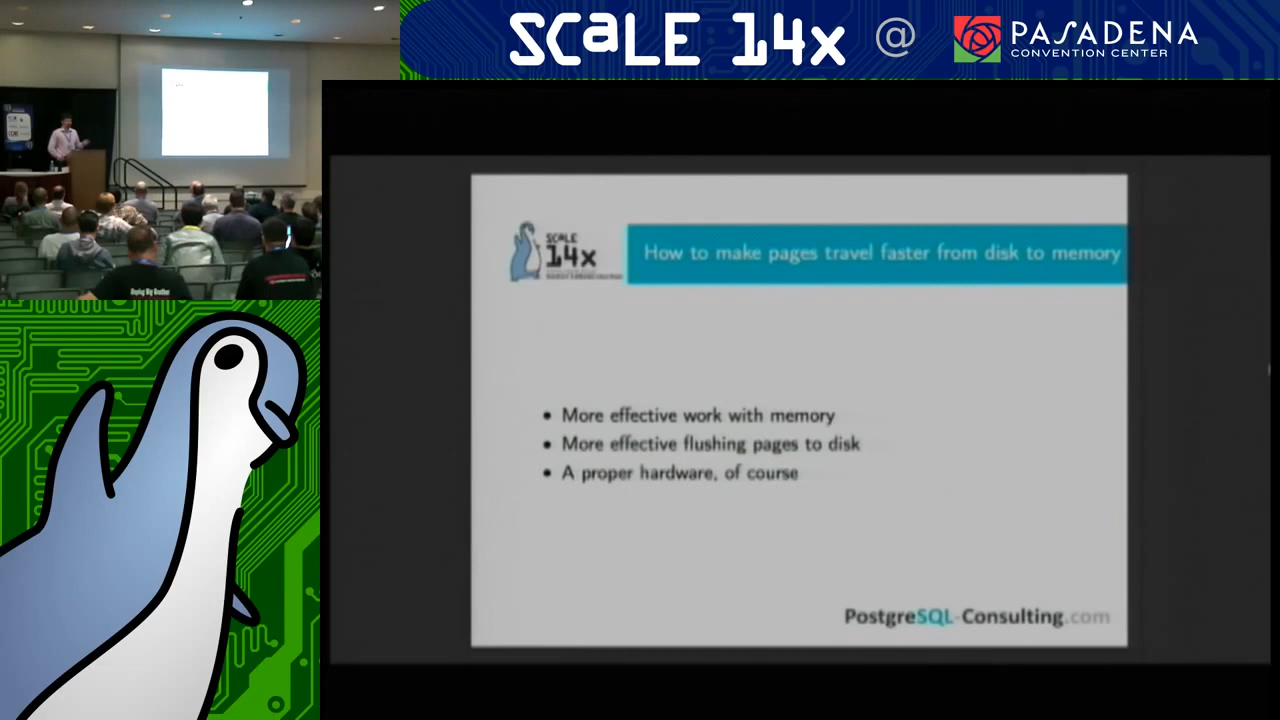 SCALE 14x @ PASADENA
CONVENTION CENTER
SCALE
14x
How to make pages travel faster from disk to memory
• More effective work with memory
• More effective flushing pages to disk
• A proper hardware, of course
PostgreSQL-Consulting.com